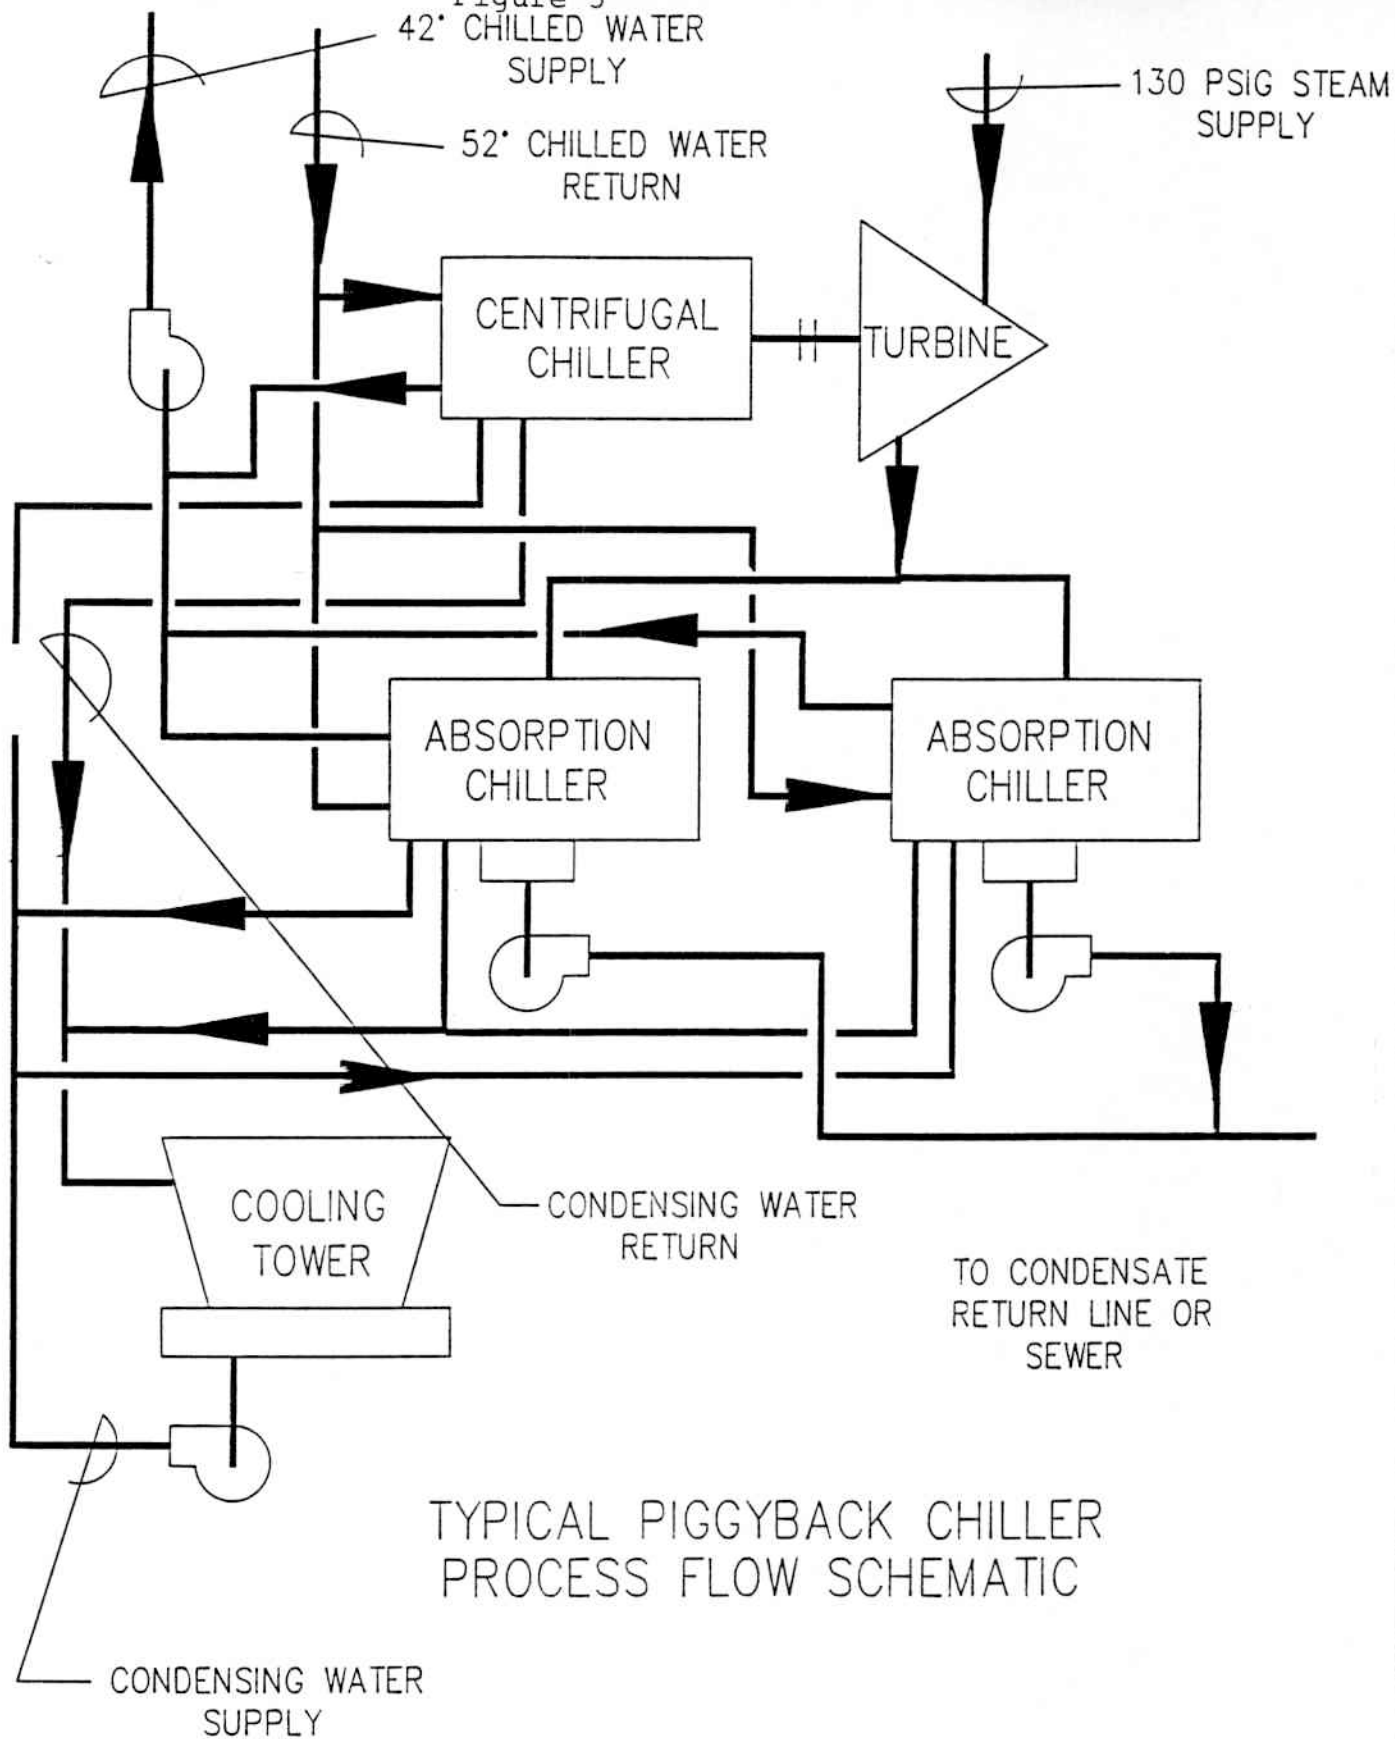 Figure 5
42° CHILLED WATER
SUPPLY
130 PSIG STEAM
SUPPLY
52° CHILLED WATER
RETURN
CENTRIFUGAL
CHILLER
TURBINE
ABSORPTION
CHILLER
ABSORPTION
CHILLER
COOLING
TOWER
CONDENSING WATER
RETURN
TO CONDENSATE
RETURN LINE OR
SEWER
TYPICAL PIGGYBACK CHILLER
PROCESS FLOW SCHEMATIC
CONDENSING WATER
SUPPLY